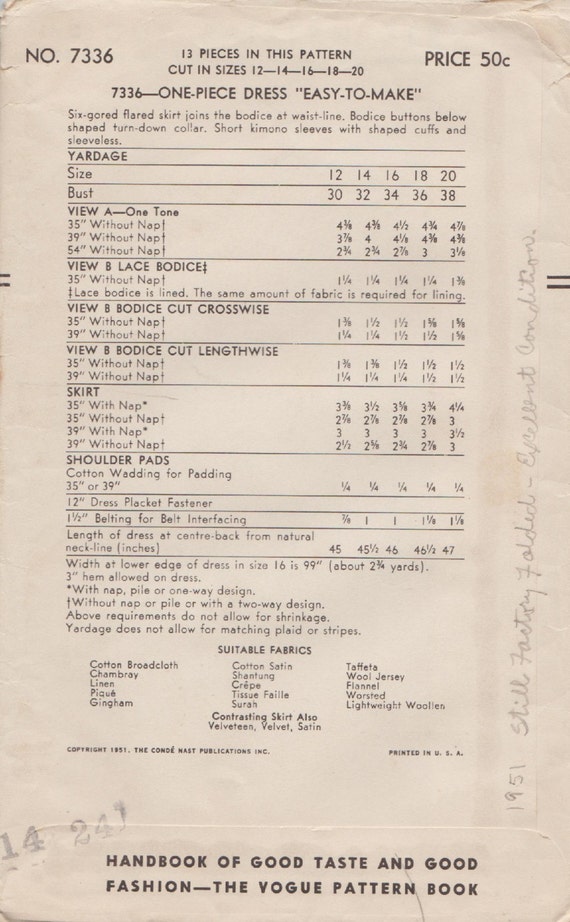 NO. 7336
13 PIECES IN THIS PATTERN
CUT IN SIZES 12—14—16—18—20
PRICE 50c
7336—ONE-PIECE DRESS "EASY-TO-MAKE"
Six-gored flared skirt joins the bodice at waist-line. Bodice buttons below
shaped turn-down collar. Short kimono sleeves with shaped cuffs and
sleeveless.
YARDAGE
Size 12 14 16 18 20
Bust 30 32 34 36 38
VIEW A—One Tone
35" Without Nap† 4⅜ 4⅜ 4½ 4¾ 4⅞
39" Without Nap† 3⅞ 4 4⅛ 4⅜ 4⅜
54" Without Nap† 2¾ 2¾ 2⅞ 3 3⅛
VIEW B LACE BODICE‡
35" Without Nap† 1¼ 1¼ 1¼ 1¼ 1⅜
‡Lace bodice is lined. The same amount of fabric is required for lining.
VIEW B BODICE CUT CROSSWISE
35" Without Nap† 1⅜ 1½ 1½ 1⅝ 1⅝
39" Without Nap† 1¼ 1¼ 1½ 1½ 1⅝
VIEW B BODICE CUT LENGTHWISE
35" Without Nap† 1⅜ 1⅜ 1½ 1½ 1½
39" Without Nap† 1¼ 1¼ 1¼ 1½ 1½
SKIRT
35" With Nap* 3⅜ 3½ 3⅝ 3¾ 4¼
35" Without Nap† 2⅞ 2⅞ 2⅞ 2⅞ 3
39" With Nap* 3 3 3 3 3½
39" Without Nap† 2½ 2⅝ 2¾ 2⅞ 3
SHOULDER PADS
Cotton Wadding for Padding
35" or 39" ¼ ¼ ¼ ¼ ¼
12" Dress Placket Fastener
1½" Belting for Belt Interfacing ⅞ 1 1 1⅛ 1⅛
Length of dress at centre-back from natural
neck-line (inches) 45 45½ 46 46½ 47
Width at lower edge of dress in size 16 is 99" (about 2¾ yards).
3" hem allowed on dress.
*With nap, pile or one-way design.
†Without nap or pile or with a two-way design.
Above requirements do not allow for shrinkage.
Yardage does not allow for matching plaid or stripes.
SUITABLE FABRICS
Cotton Broadcloth Cotton Satin Taffeta
Chambray Shantung Wool Jersey
Linen Crêpe Flannel
Piqué Tissue Faille Worsted
Gingham Surah Lightweight Woollen
Contrasting Skirt Also
Velveteen, Velvet, Satin
COPYRIGHT 1951, THE CONDÉ NAST PUBLICATIONS INC. PRINTED IN U. S. A.
1951 Still Factory Folded - Excellent Condition.
14 241
HANDBOOK OF GOOD TASTE AND GOOD
FASHION—THE VOGUE PATTERN BOOK